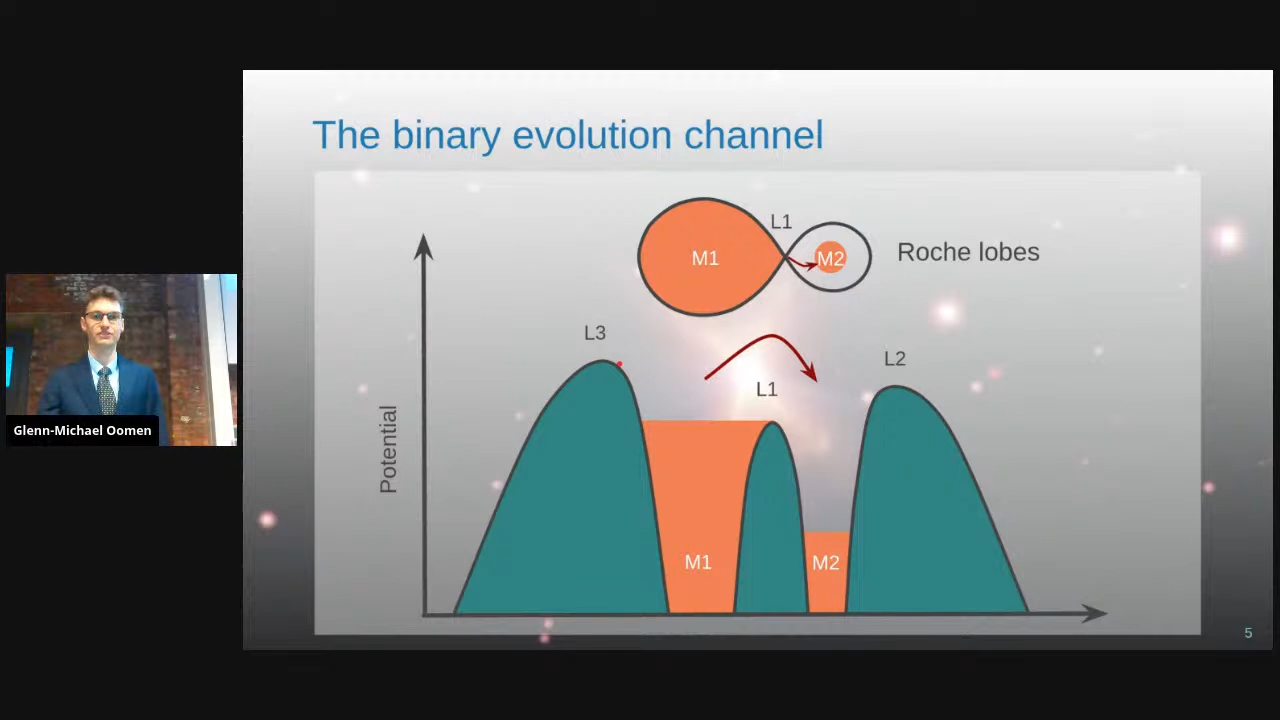 The binary evolution channel
L1
M1
M2
Roche lobes
L3
L2
L1
Potential
M1
M2
Glenn-Michael Oomen
5